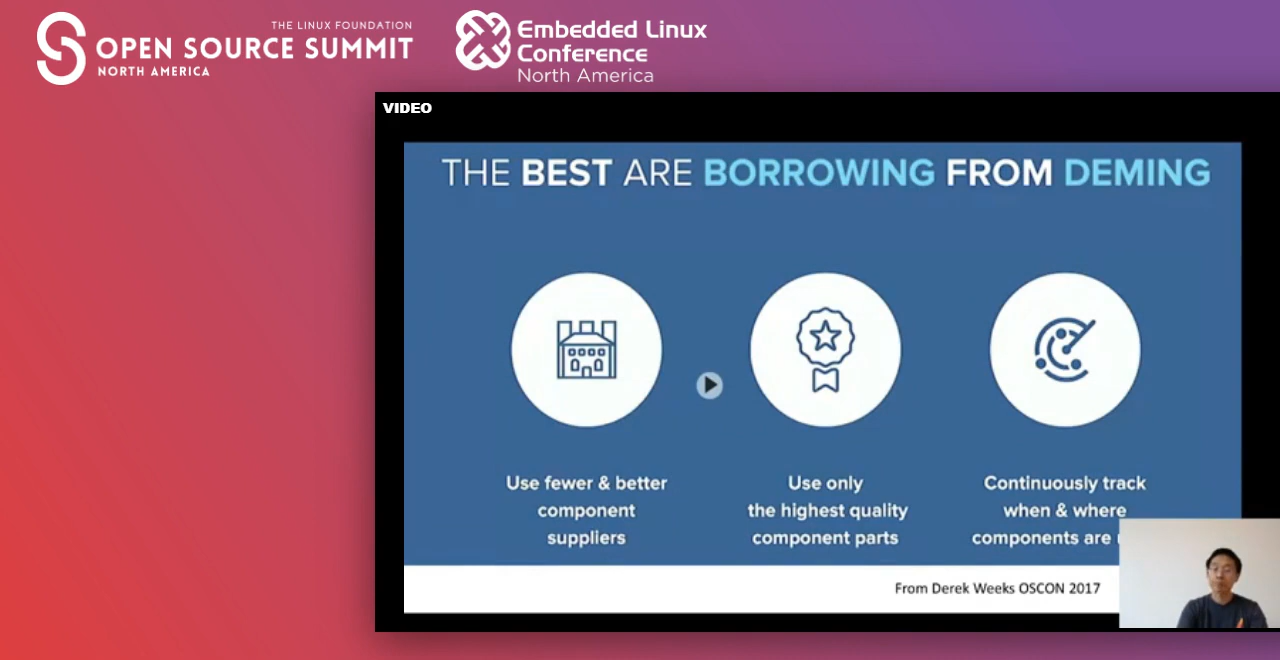 THE LINUX FOUNDATION
OPEN SOURCE SUMMIT
NORTH AMERICA
Embedded Linux
Conference
North America
VIDEO
THE BEST ARE BORROWING FROM DEMING
Use fewer & better
component
suppliers
Use only
the highest quality
component parts
Continuously track
when & where
components are
From Derek Weeks OSCON 2017